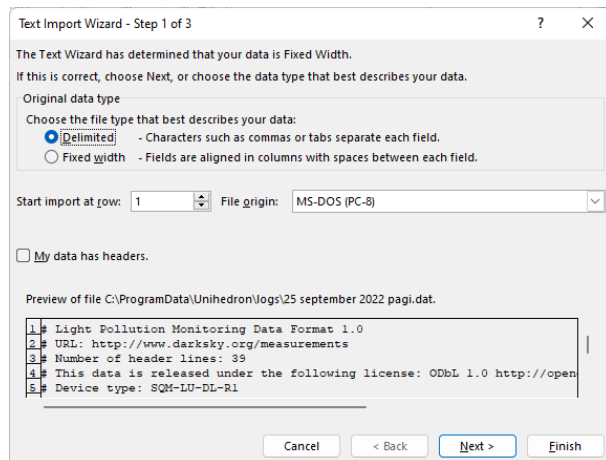 Text Import Wizard - Step 1 of 3 ? ×
The Text Wizard has determined that your data is Fixed Width.
If this is correct, choose Next, or choose the data type that best describes your data.
Original data type
Choose the file type that best describes your data:
Delimited - Characters such as commas or tabs separate each field.
Fixed width - Fields are aligned in columns with spaces between each field.
Start import at row: 1 File origin: MS-DOS (PC-8)
My data has headers.
Preview of file C:\ProgramData\Unihedron\logs\25 september 2022 pagi.dat.
1 # Light Pollution Monitoring Data Format 1.0
2 # URL: http://www.darksky.org/measurements
3 # Number of header lines: 39
4 # This data is released under the following license: ODbL 1.0 http://open
5 # Device type: SQM-LU-DL-R1
Cancel < Back Next > Finish